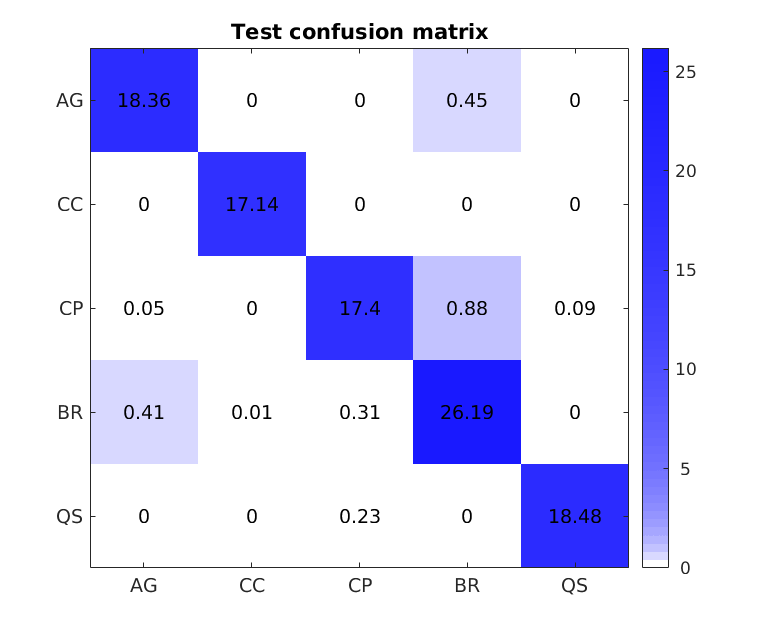 Test confusion matrix
AG 18.36 0 0 0.45 0
CC 0 17.14 0 0 0
CP 0.05 0 17.4 0.88 0.09
BR 0.41 0.01 0.31 26.19 0
QS 0 0 0.23 0 18.48
AG CC CP BR QS
25
20
15
10
5
0